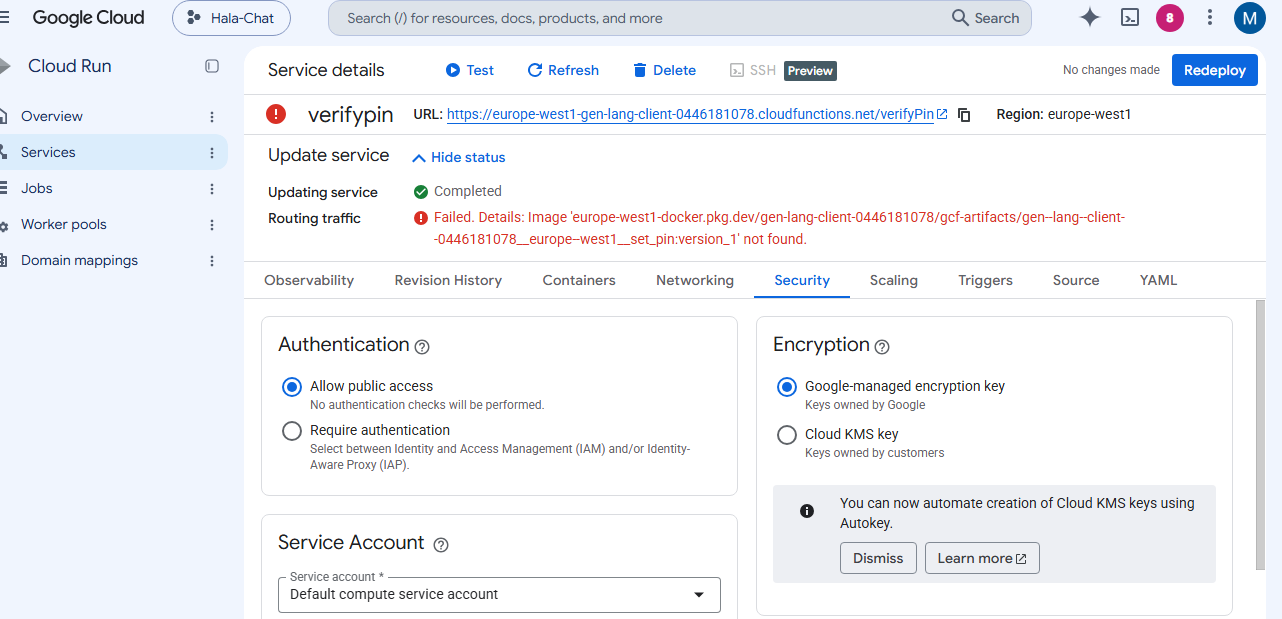 Google Cloud
Hala-Chat
Search (/) for resources, docs, products, and more
Search
8
M
Cloud Run
Service details
Test
Refresh
Delete
SSH
Preview
No changes made
Redeploy
Overview
Services
Jobs
Worker pools
Domain mappings
verifypin
URL: https://europe-west1-gen-lang-client-0446181078.cloudfunctions.net/verifyPin
Region: europe-west1
Update service
Hide status
Updating service
Completed
Routing traffic
Failed. Details: Image 'europe-west1-docker.pkg.dev/gen-lang-client-0446181078/gcf-artifacts/gen--lang--client-
-0446181078__europe--west1__set_pin:version_1' not found.
Observability
Revision History
Containers
Networking
Security
Scaling
Triggers
Source
YAML
Authentication
Allow public access
No authentication checks will be performed.
Require authentication
Select between Identity and Access Management (IAM) and/or Identity-
Aware Proxy (IAP).
Service Account
Service account *
Default compute service account
Encryption
Google-managed encryption key
Keys owned by Google
Cloud KMS key
Keys owned by customers
You can now automate creation of Cloud KMS keys using
Autokey.
Dismiss
Learn more